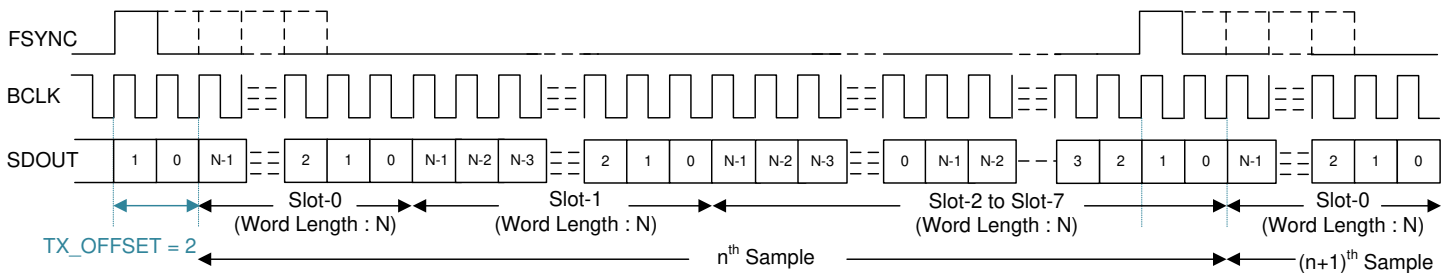 FSYNC
BCLK
SDOUT 1 0 N-1 2 1 0 N-1 N-2 N-3 2 1 0 N-1 N-2 N-3 0 N-1 N-2 3 2 1 0 N-1 2 1 0
Slot-0 Slot-1 Slot-2 to Slot-7 Slot-0
(Word Length : N) (Word Length : N) (Word Length : N) (Word Length : N)
TX_OFFSET = 2
nth Sample (n+1)th Sample